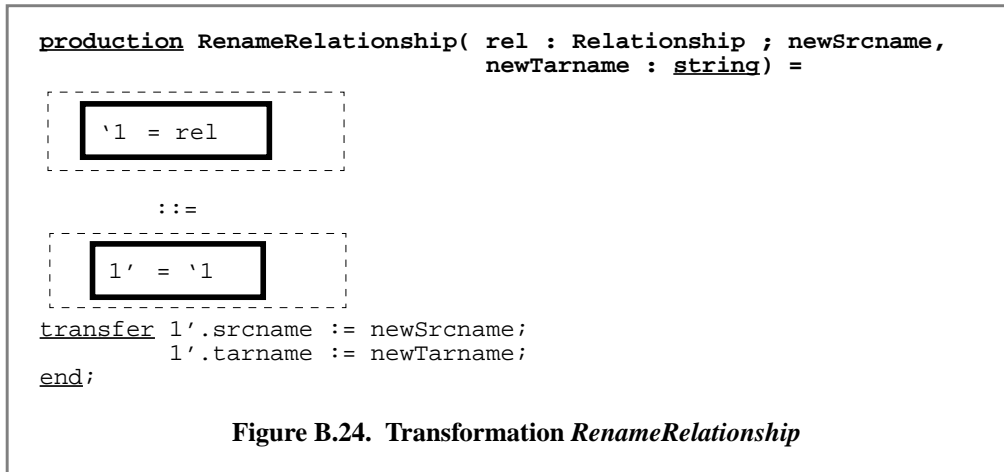 production RenameRelationship( rel : Relationship ; newSrcname,
newTarname : string) =
‘1 = rel
::=
1’ = ‘1
transfer 1’.srcname := newSrcname;
1’.tarname := newTarname;
end;
Figure B.24. Transformation RenameRelationship